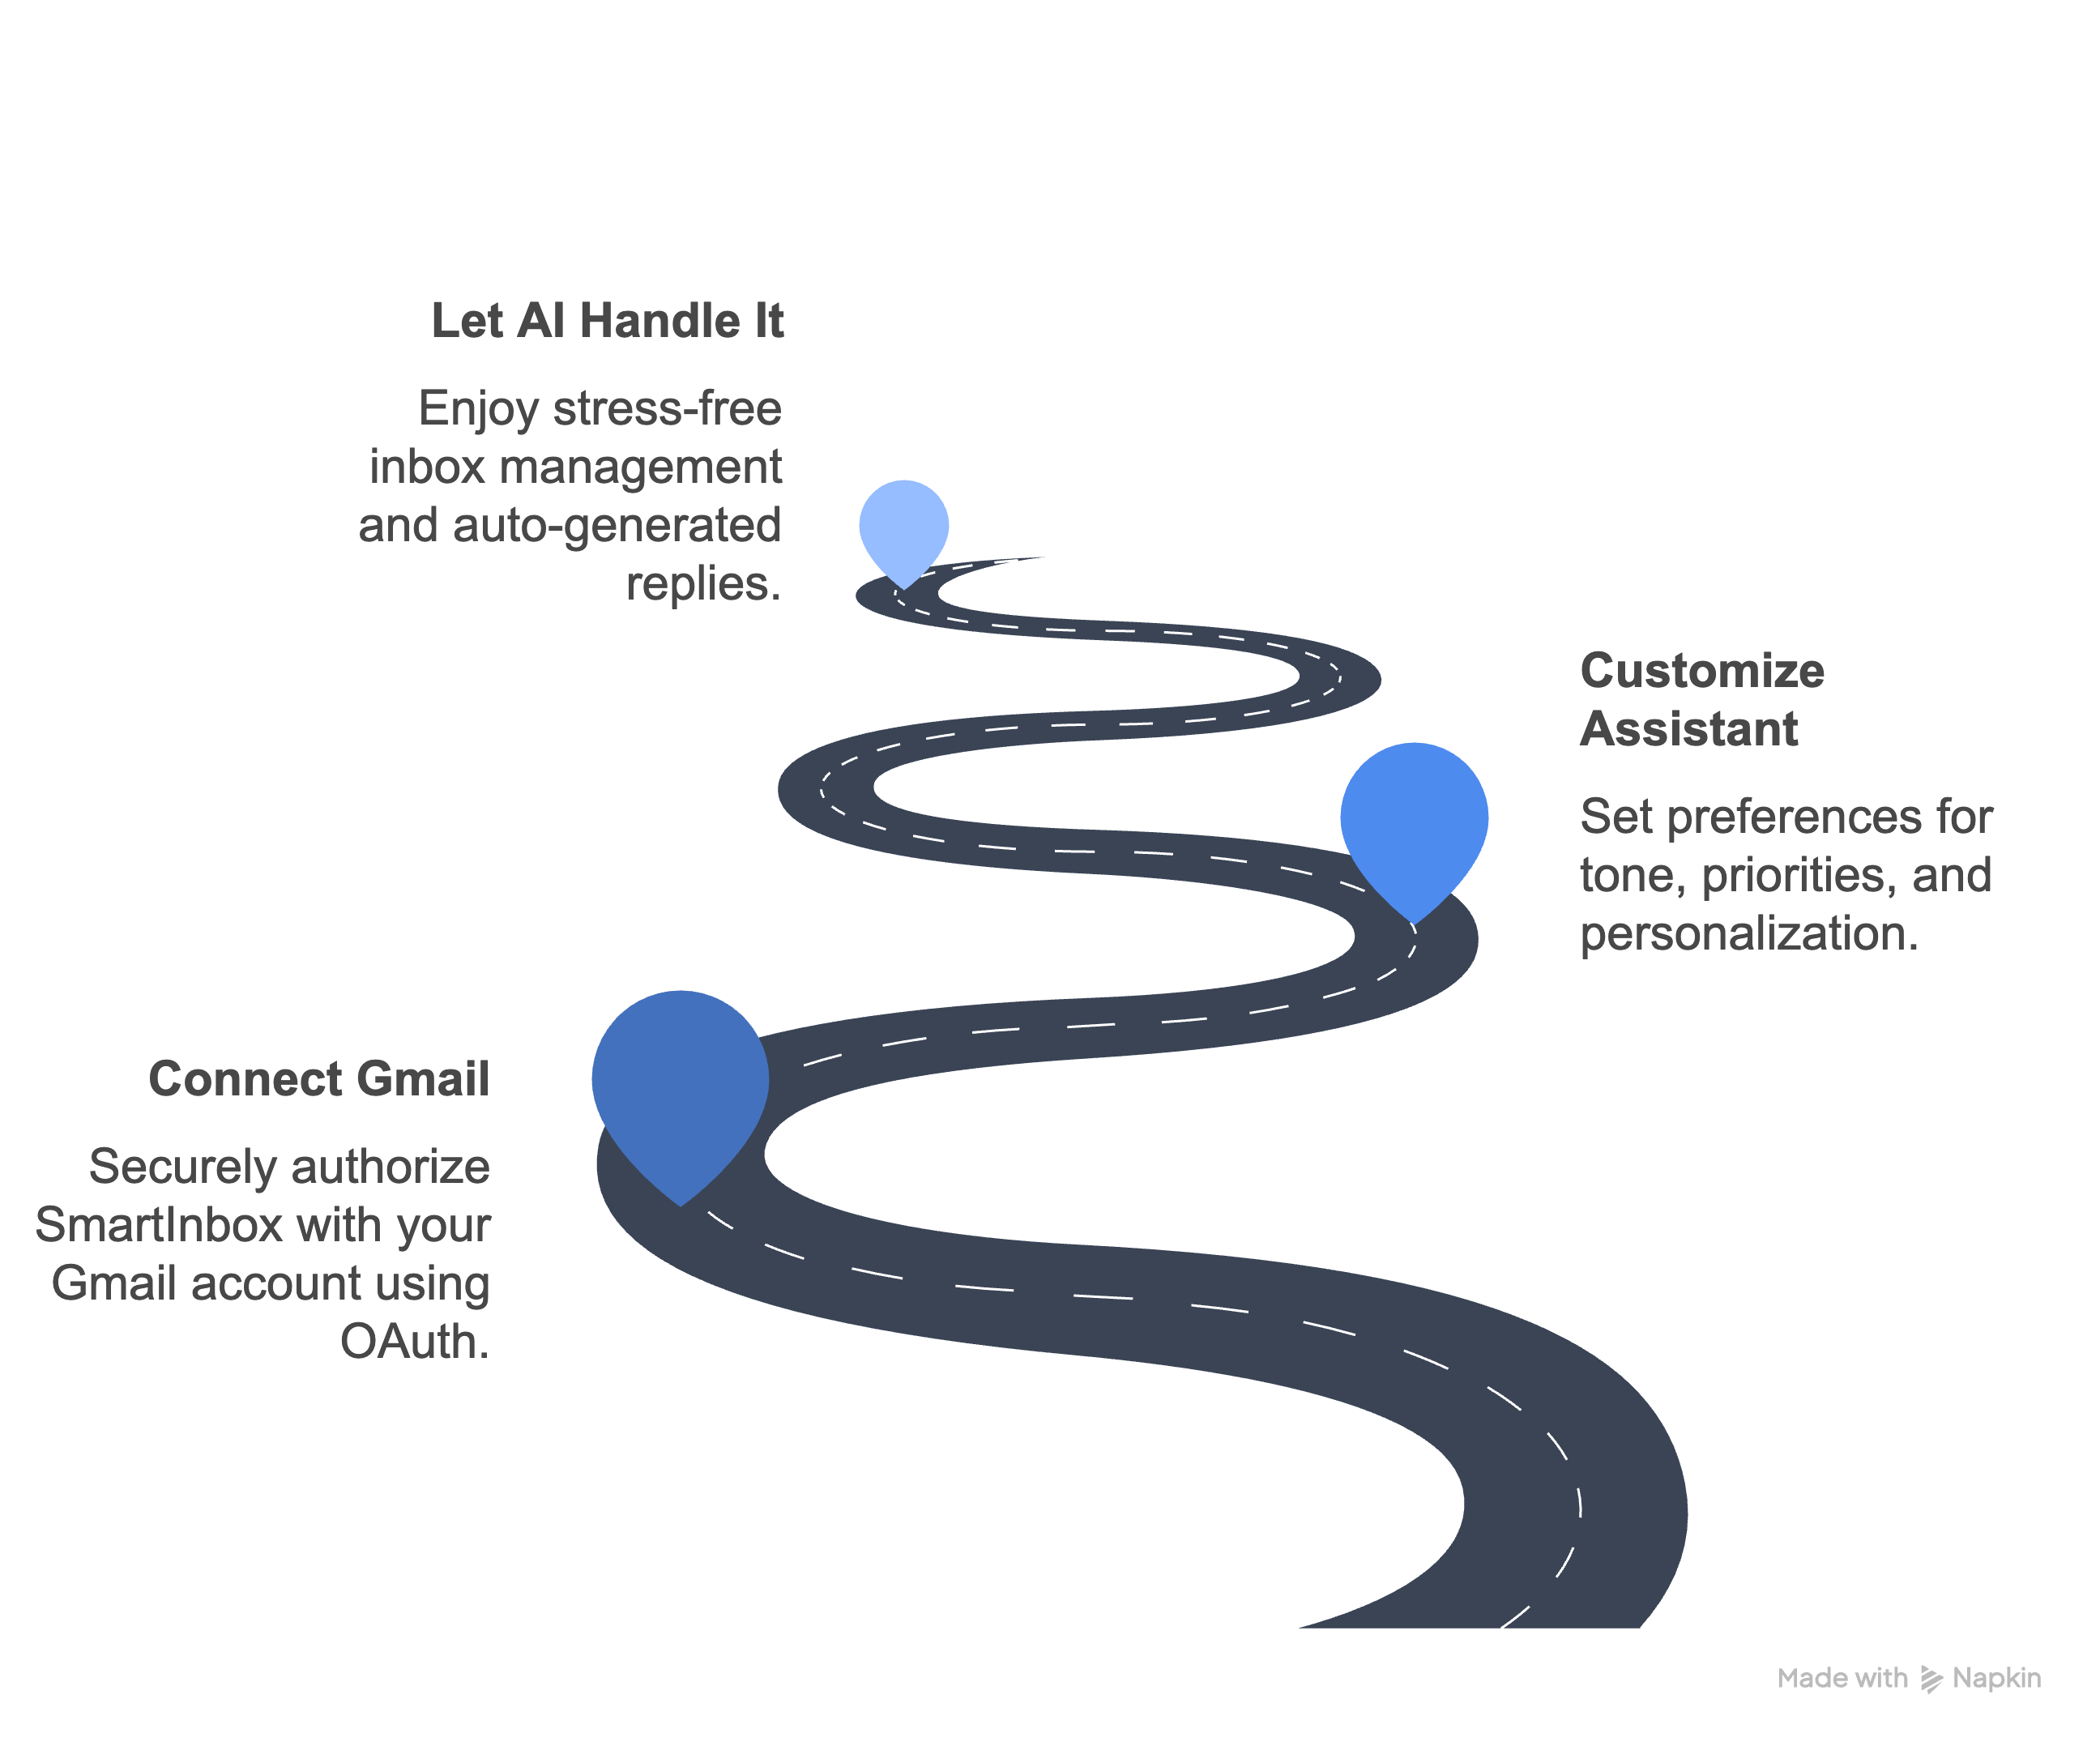 Let AI Handle It
Enjoy stress-free
inbox management
and auto-generated
replies.
Customize
Assistant
Set preferences for
tone, priorities, and
personalization.
Connect Gmail
Securely authorize
SmartInbox with your
Gmail account using
OAuth.
Made with Napkin